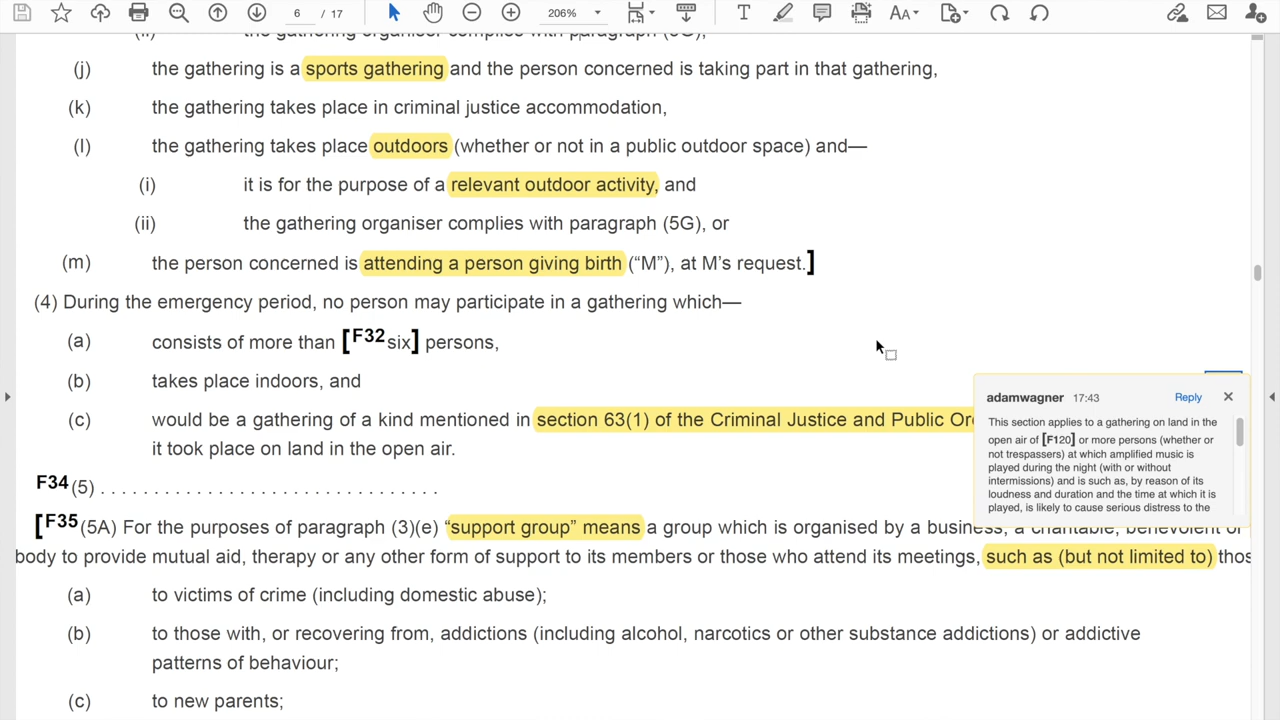 6 / 17
206%
(ii) the gathering organiser complies with paragraph (5G),
(j) the gathering is a sports gathering and the person concerned is taking part in that gathering,
(k) the gathering takes place in criminal justice accommodation,
(l) the gathering takes place outdoors (whether or not in a public outdoor space) and—
(i) it is for the purpose of a relevant outdoor activity, and
(ii) the gathering organiser complies with paragraph (5G), or
(m) the person concerned is attending a person giving birth (“M”), at M’s request.]
(4) During the emergency period, no person may participate in a gathering which—
(a) consists of more than [F32six] persons,
(b) takes place indoors, and
(c) would be a gathering of a kind mentioned in section 63(1) of the Criminal Justice and Public Or
it took place on land in the open air.
adamwagner 17:43 Reply
This section applies to a gathering on land in the
open air of [F120] or more persons (whether or
not trespassers) at which amplified music is
played during the night (with or without
intermissions) and is such as, by reason of its
loudness and duration and the time at which it is
played, is likely to cause serious distress to the
F34(5) . . . . . . . . . . . . . . . . . . . . . . . . . . . . . . .
[F35(5A) For the purposes of paragraph (3)(e) “support group” means a group which is organised by a business, a charitable, benevolent or
body to provide mutual aid, therapy or any other form of support to its members or those who attend its meetings, such as (but not limited to) thos
(a) to victims of crime (including domestic abuse);
(b) to those with, or recovering from, addictions (including alcohol, narcotics or other substance addictions) or addictive
patterns of behaviour;
(c) to new parents;